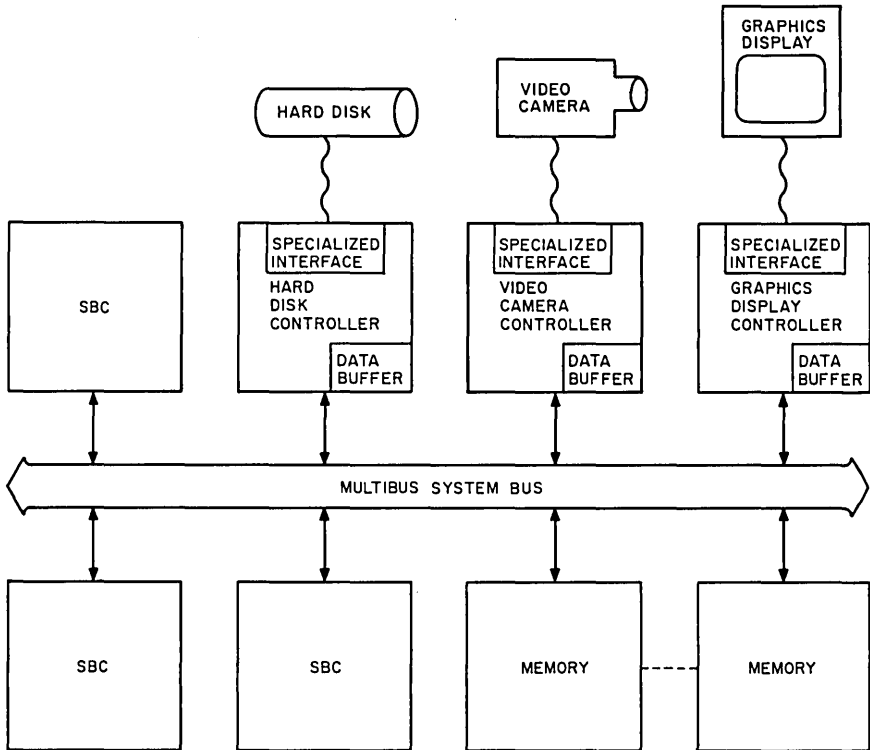 GRAPHICS
DISPLAY
HARD DISK
VIDEO
CAMERA
SBC
SPECIALIZED
INTERFACE
HARD
DISK
CONTROLLER
DATA
BUFFER
SPECIALIZED
INTERFACE
VIDEO
CAMERA
CONTROLLER
DATA
BUFFER
SPECIALIZED
INTERFACE
GRAPHICS
DISPLAY
CONTROLLER
DATA
BUFFER
MULTIBUS SYSTEM BUS
SBC
SBC
MEMORY
MEMORY